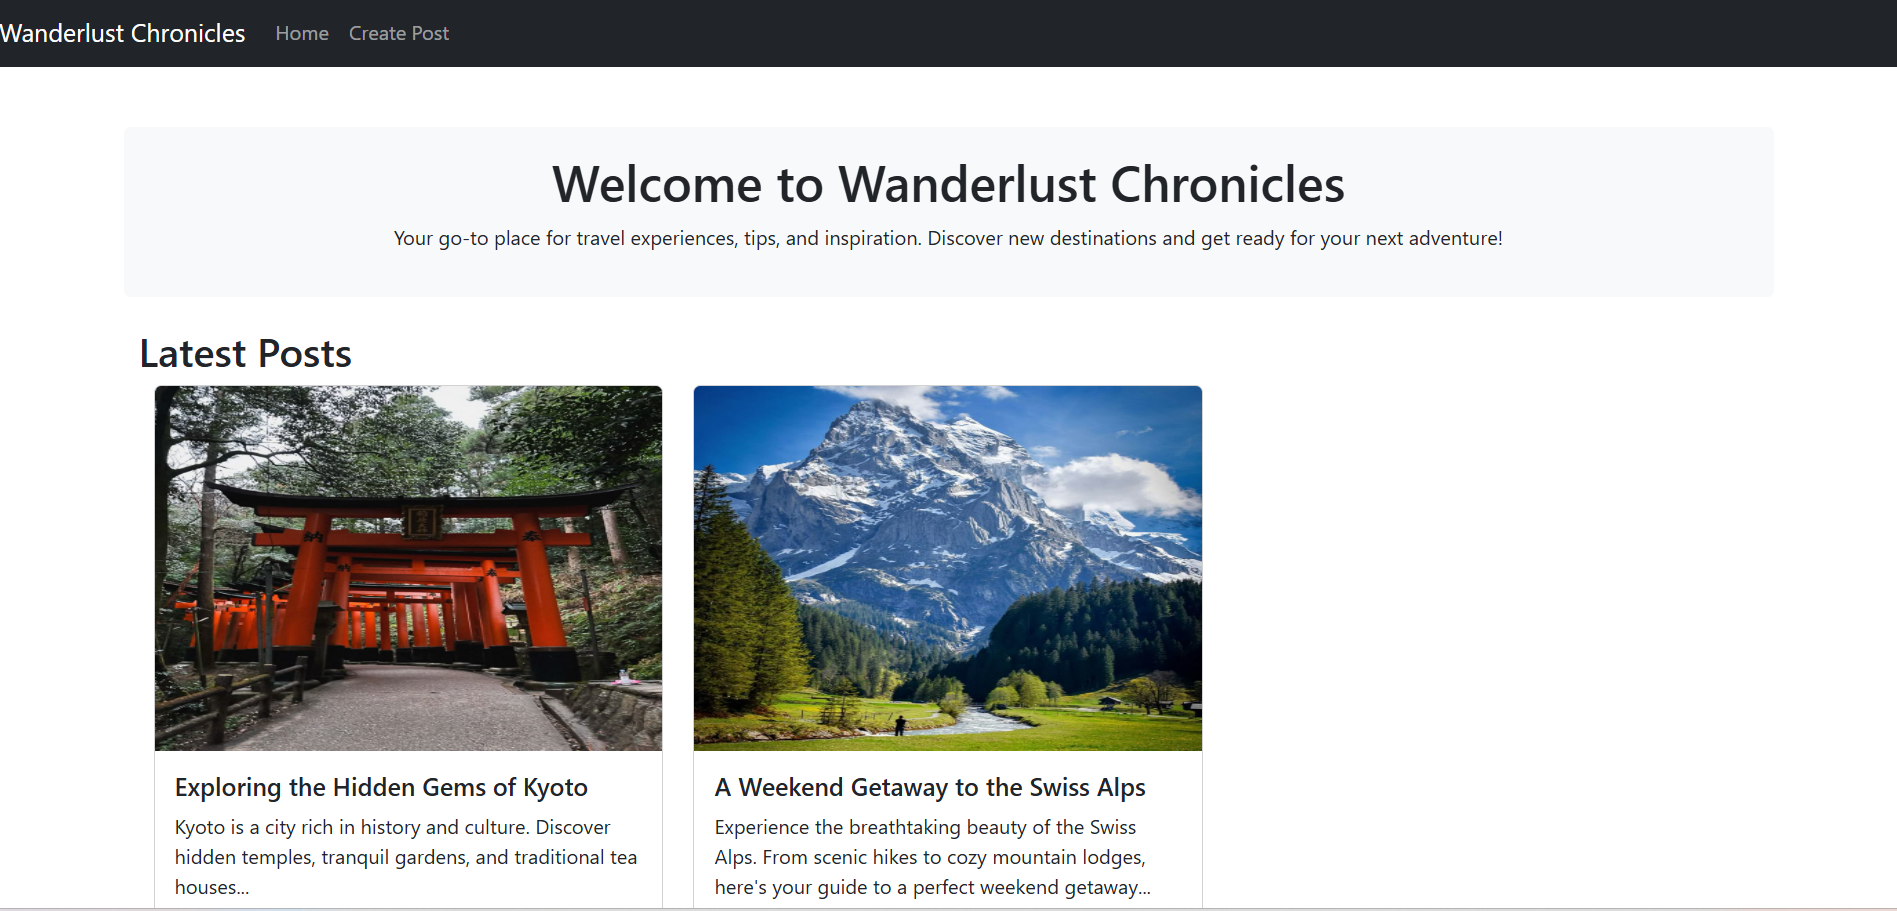 Wanderlust Chronicles Home Create Post
Welcome to Wanderlust Chronicles
Your go-to place for travel experiences, tips, and inspiration. Discover new destinations and get ready for your next adventure!
Latest Posts
納 奉
Exploring the Hidden Gems of Kyoto
Kyoto is a city rich in history and culture. Discover
hidden temples, tranquil gardens, and traditional tea
houses...
A Weekend Getaway to the Swiss Alps
Experience the breathtaking beauty of the Swiss
Alps. From scenic hikes to cozy mountain lodges,
here's your guide to a perfect weekend getaway...